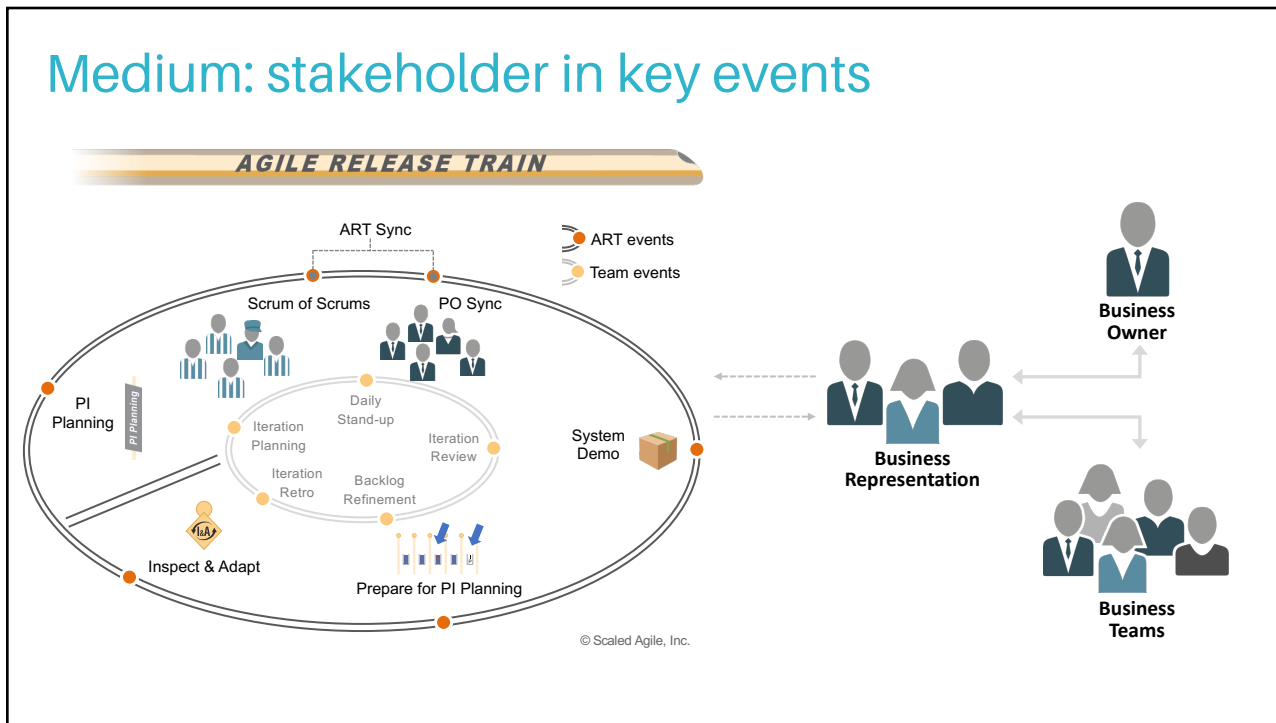 Medium: stakeholder in key events
AGILE RELEASE TRAIN
ART Sync
ART events
Team events
Scrum of Scrums
PO Sync
PI
Planning
PI Planning
Daily
Stand-up
Iteration
Planning
Iteration
Review
Iteration
Retro
Backlog
Refinement
System
Demo
I&A
Inspect & Adapt
Prepare for PI Planning
© Scaled Agile, Inc.
Business
Owner
Business
Representation
Business
Teams